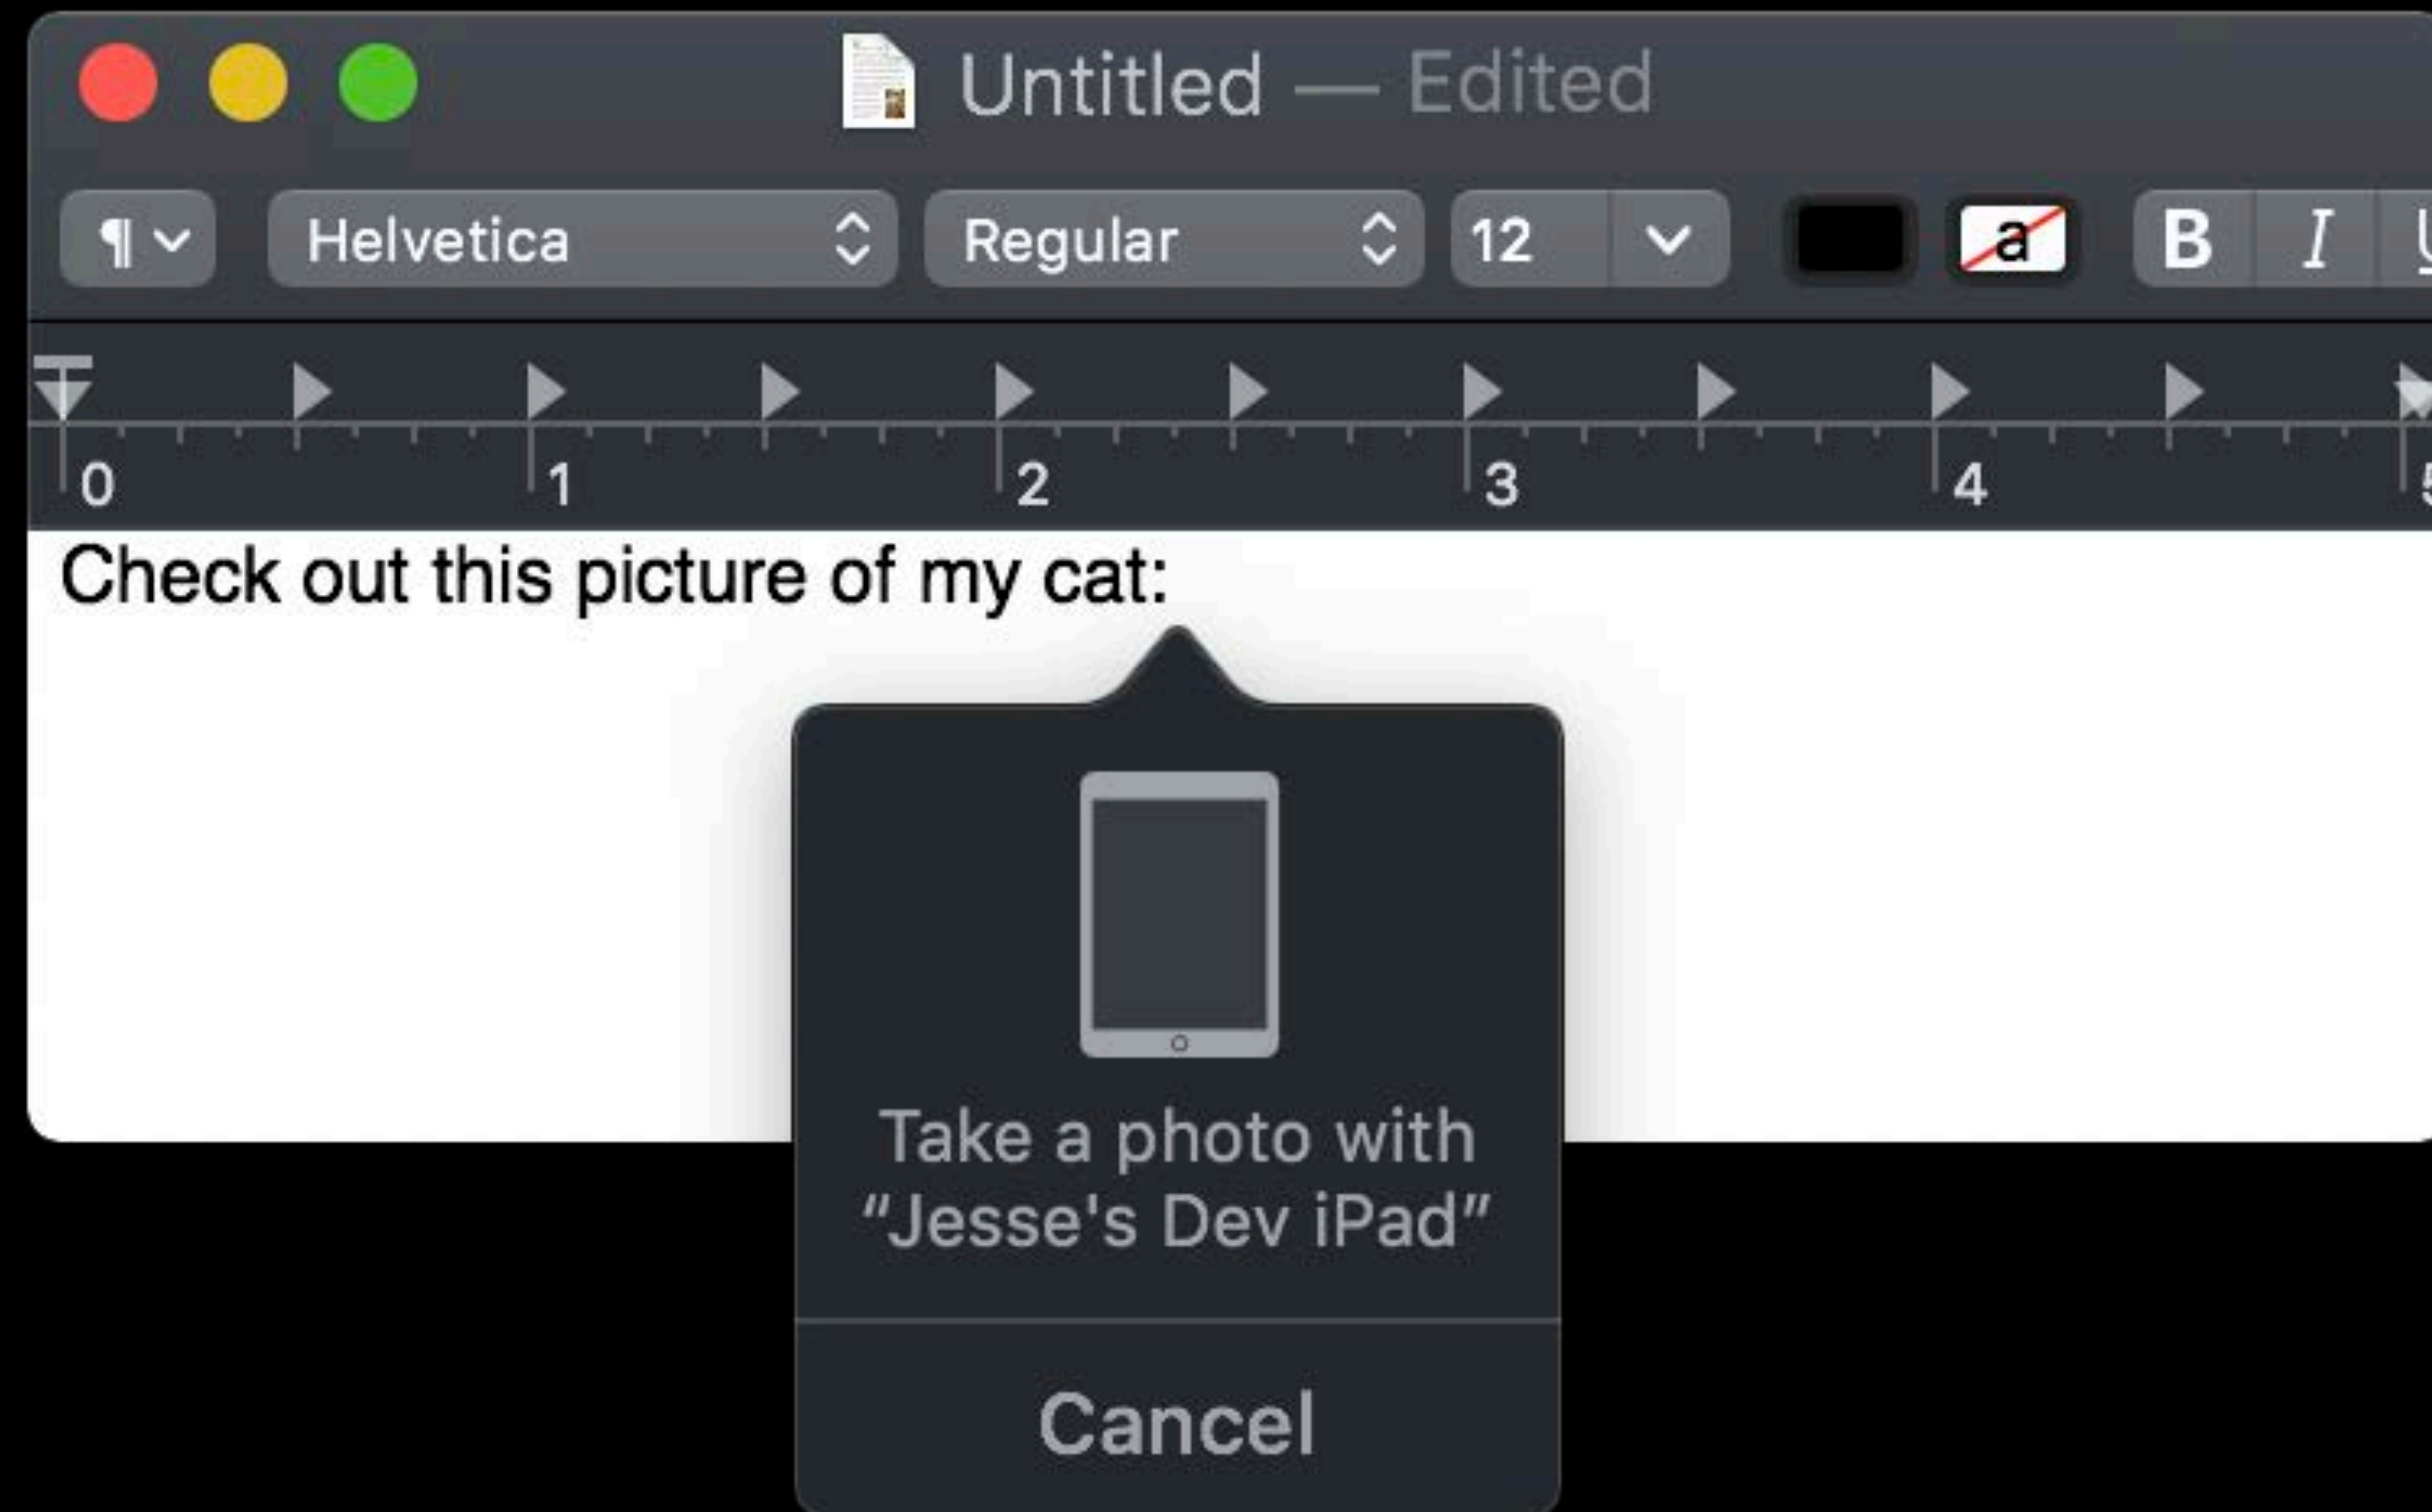 Untitled — Edited
¶ Helvetica Regular 12 a B I U
0 1 2 3 4 5
Check out this picture of my cat:
Take a photo with
“Jesse's Dev iPad”
Cancel